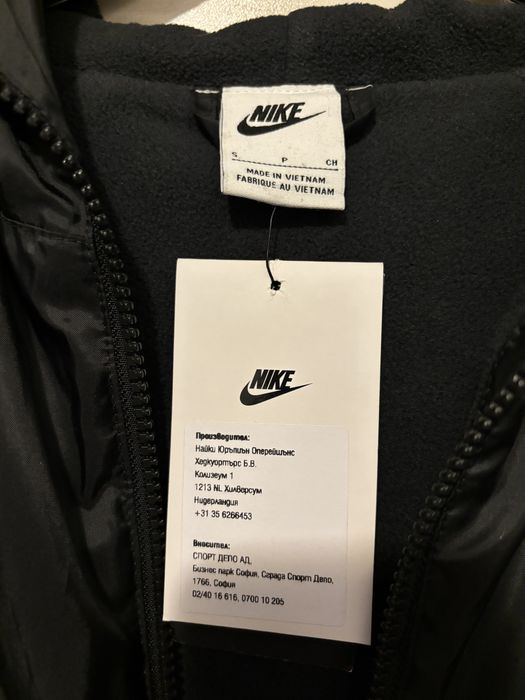 NIKE
S P CH
MADE IN VIETNAM
FABRIQUE AU VIETNAM
NIKE
Производител:
Найки Юръпиън Оперейшънс
Хедкуортърс Б.В.
Колизеум 1
1213 NL Хилверсум
Нидерландия
+31 35 6266453
Вносител:
СПОРТ ДЕПО АД,
Бизнес парк София, Сграда Спорт Депо,
1766, София
02/40 16 616, 0700 10 205